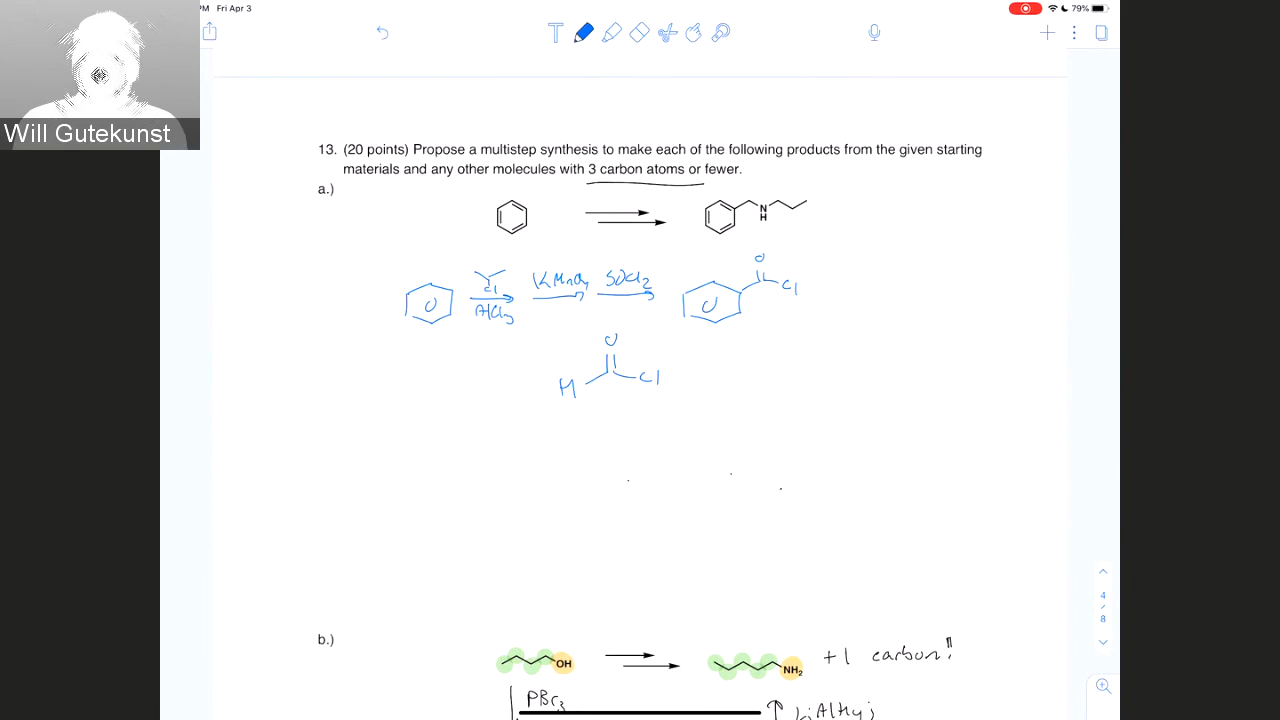 PM Fri Apr 3
79%
Will Gutekunst
13. (20 points) Propose a multistep synthesis to make each of the following products from the given starting
materials and any other molecules with 3 carbon atoms or fewer.
a.)
N
H
O
Cl
KMnO4 SOCl2
Cl
AlCl3
O
H Cl
4
/
8
b.)
OH
NH2
+1 carbon!!
PBr3
LiAlH4;